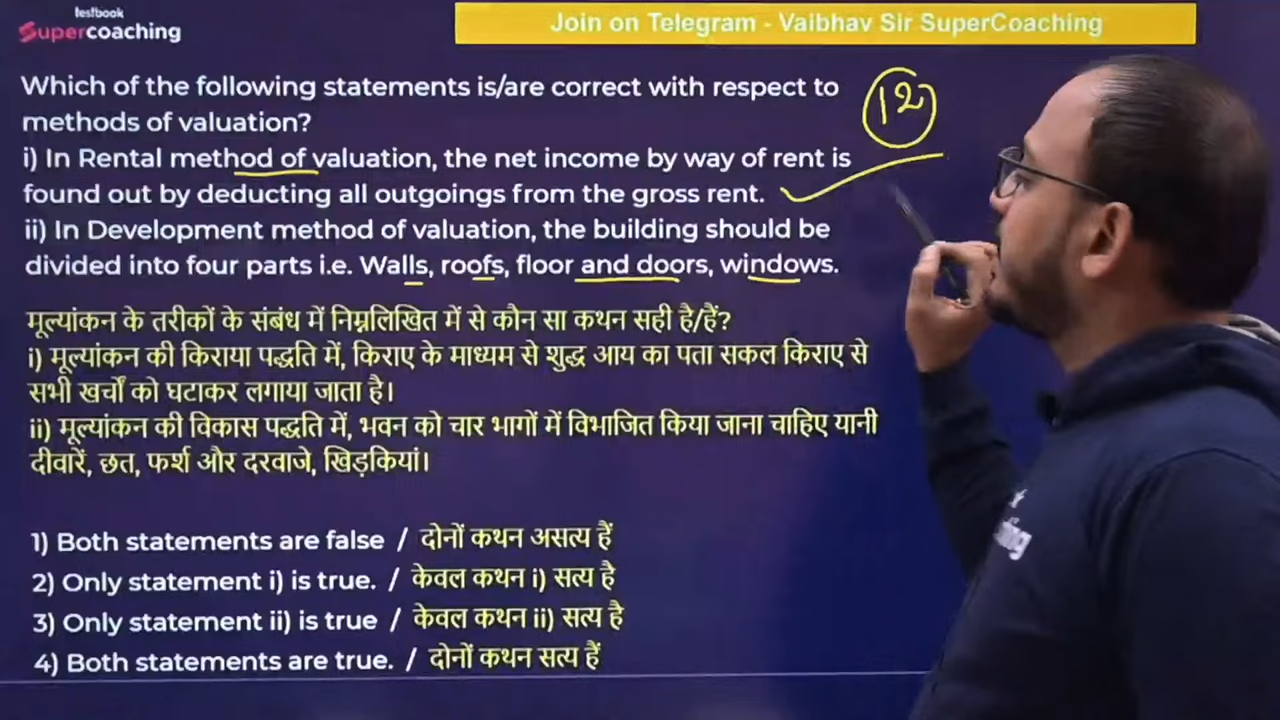 testbook
Supercoaching
Join on Telegram - Vaibhav Sir SuperCoaching
Which of the following statements is/are correct with respect to
methods of valuation?
12
i) In Rental method of valuation, the net income by way of rent is
found out by deducting all outgoings from the gross rent.
ii) In Development method of valuation, the building should be
divided into four parts i.e. Walls, roofs, floor and doors, windows.
मूल्यांकन के तरीकों के संबंध में निम्नलिखित में से कौन सा कथन सही है/हैं?
i) मूल्यांकन की किराया पद्धति में, किराए के माध्यम से शुद्ध आय का पता सकल किराए से
सभी खर्चों को घटाकर लगाया जाता है।
ii) मूल्यांकन की विकास पद्धति में, भवन को चार भागों में विभाजित किया जाना चाहिए यानी
दीवारें, छत, फर्श और दरवाजे, खिड़कियां।
1) Both statements are false / दोनों कथन असत्य हैं
2) Only statement i) is true. / केवल कथन i) सत्य है
3) Only statement ii) is true / केवल कथन ii) सत्य है
4) Both statements are true. / दोनों कथन सत्य हैं